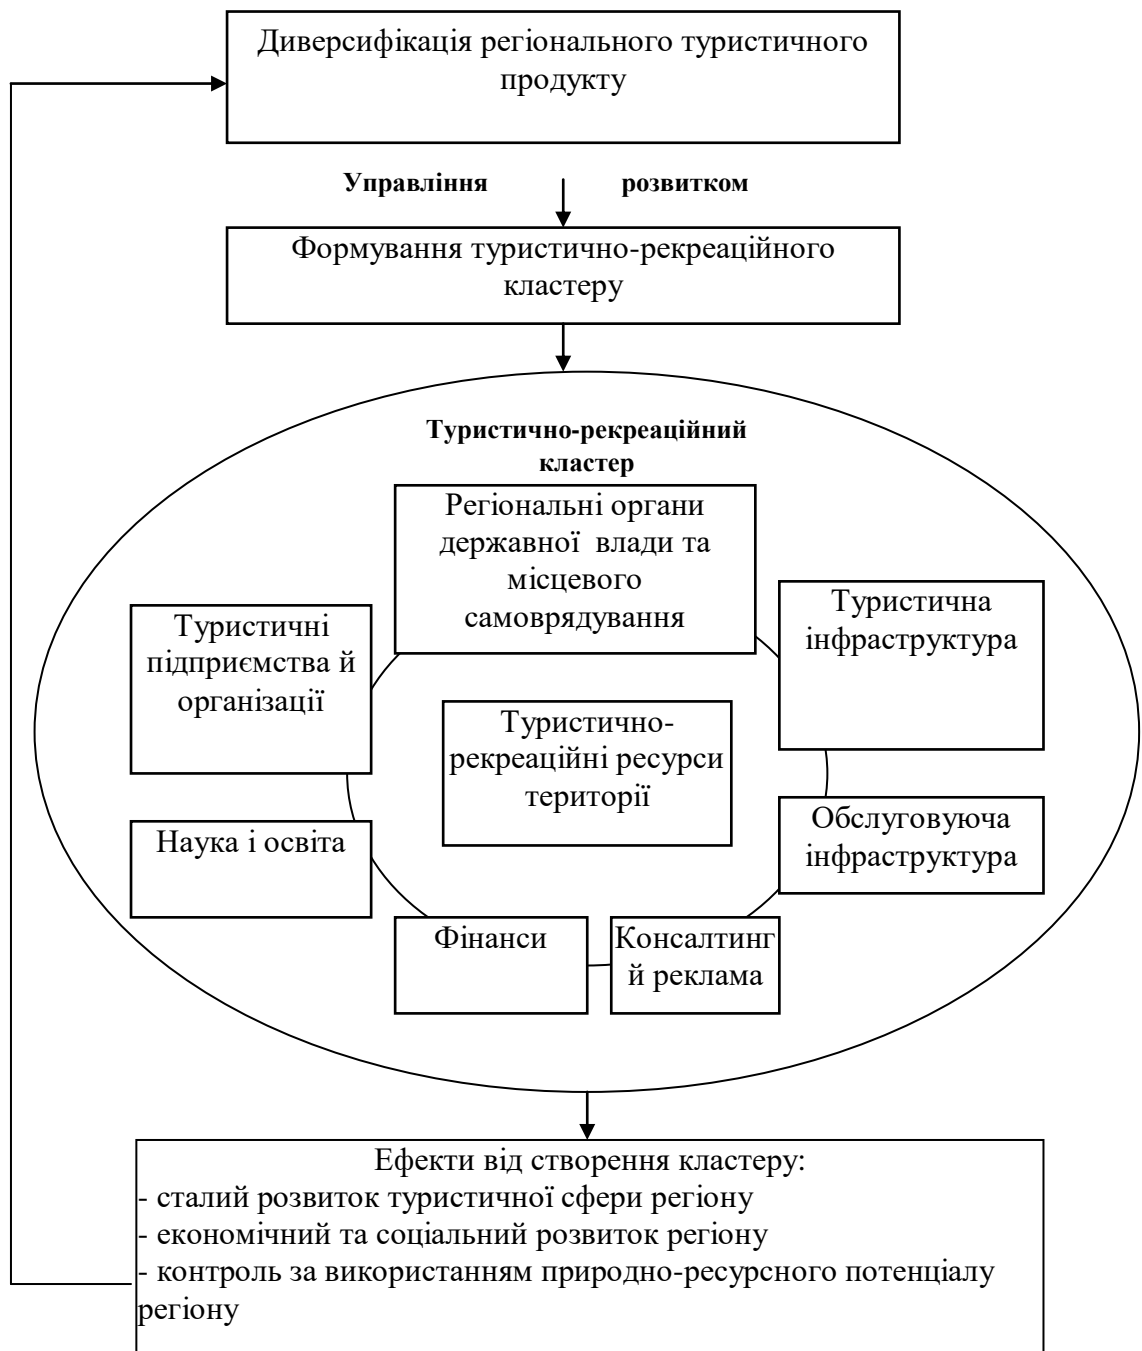 Диверсифікація регіонального туристичного
продукту
Управління розвитком
Формування туристично-рекреаційного
кластеру
Туристично-рекреаційний
кластер
Регіональні органи
державної влади та
місцевого
самоврядування
Туристичні
підприємства й
організації
Туристична
інфраструктура
Туристично-
рекреаційні ресурси
території
Наука і освіта
Обслуговуюча
інфраструктура
Фінанси
Консалтинг
й реклама
Ефекти від створення кластеру:
- сталий розвиток туристичної сфери регіону
- економічний та соціальний розвиток регіону
- контроль за використанням природно-ресурсного потенціалу
регіону